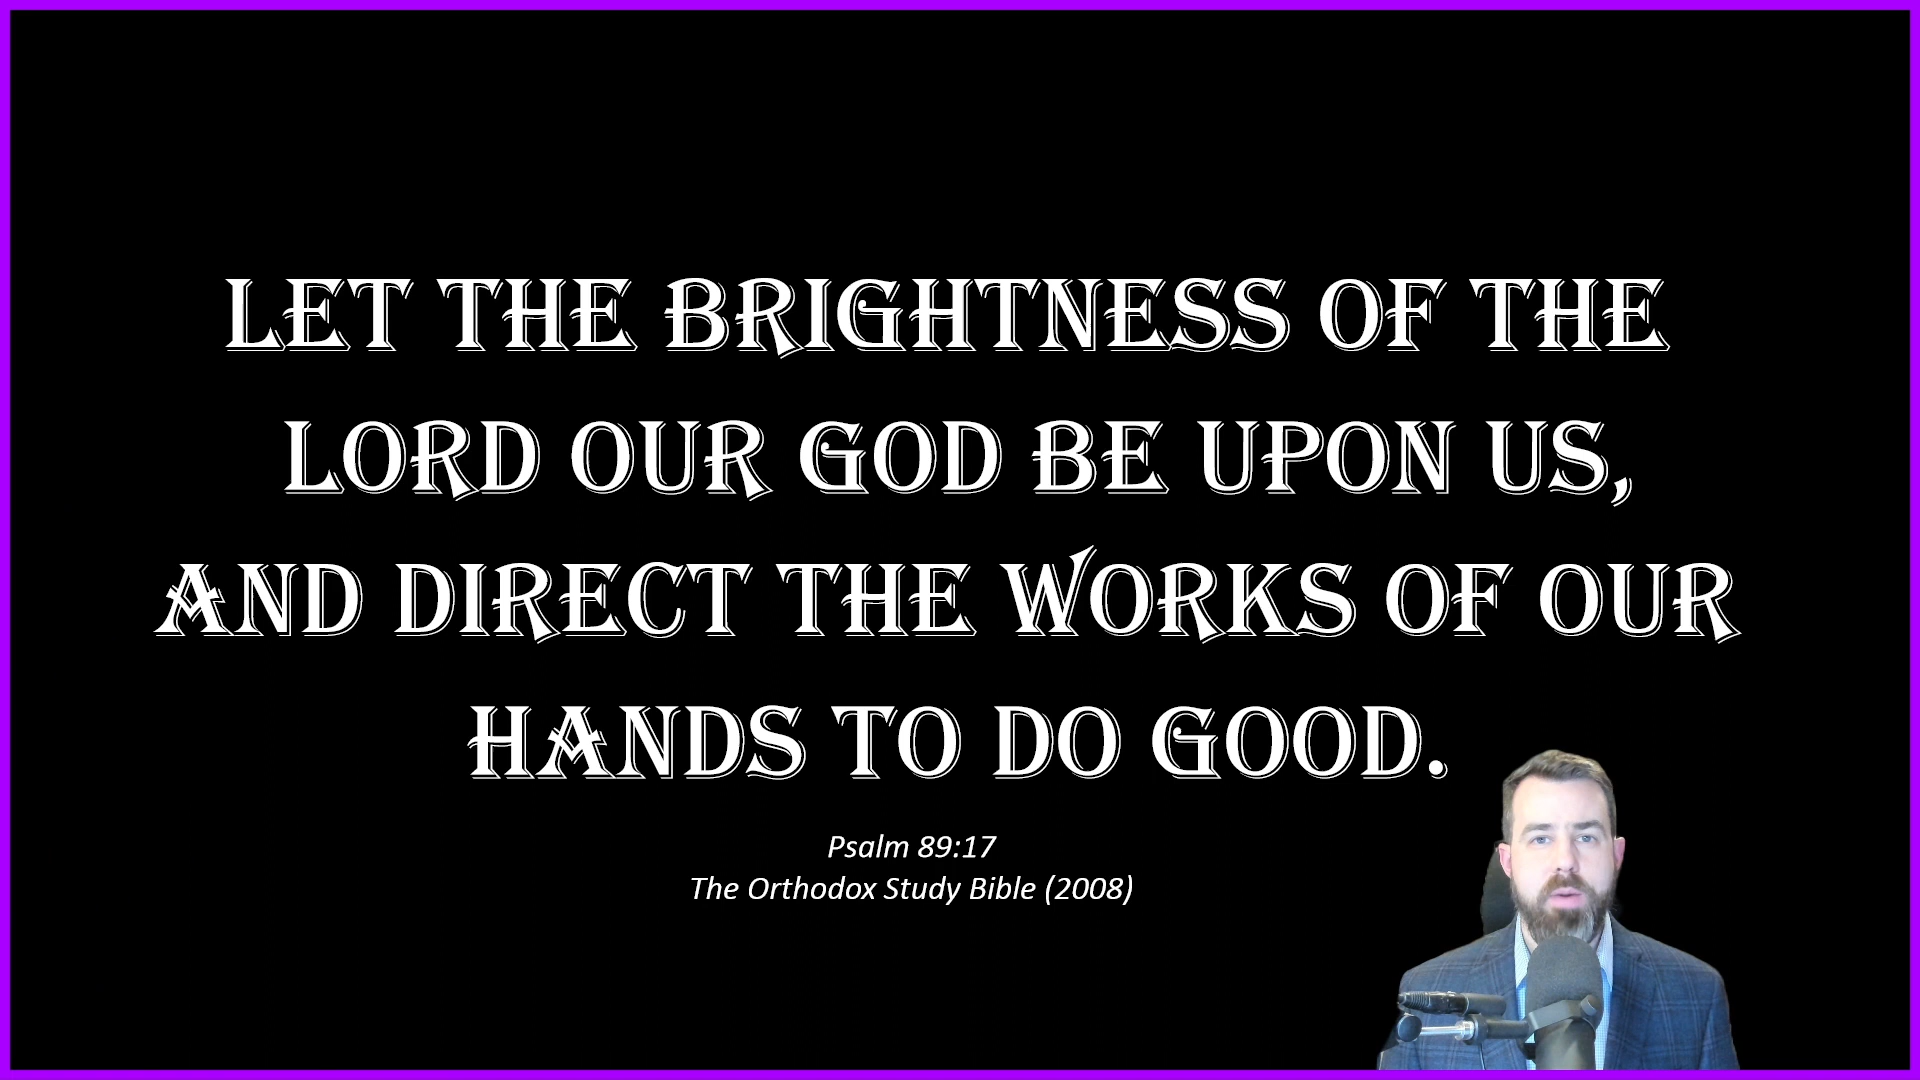 LET THE BRIGHTNESS OF THE
LORD OUR GOD BE UPON US,
AND DIRECT THE WORKS OF OUR
HANDS TO DO GOOD.
Psalm 89:17
The Orthodox Study Bible (2008)